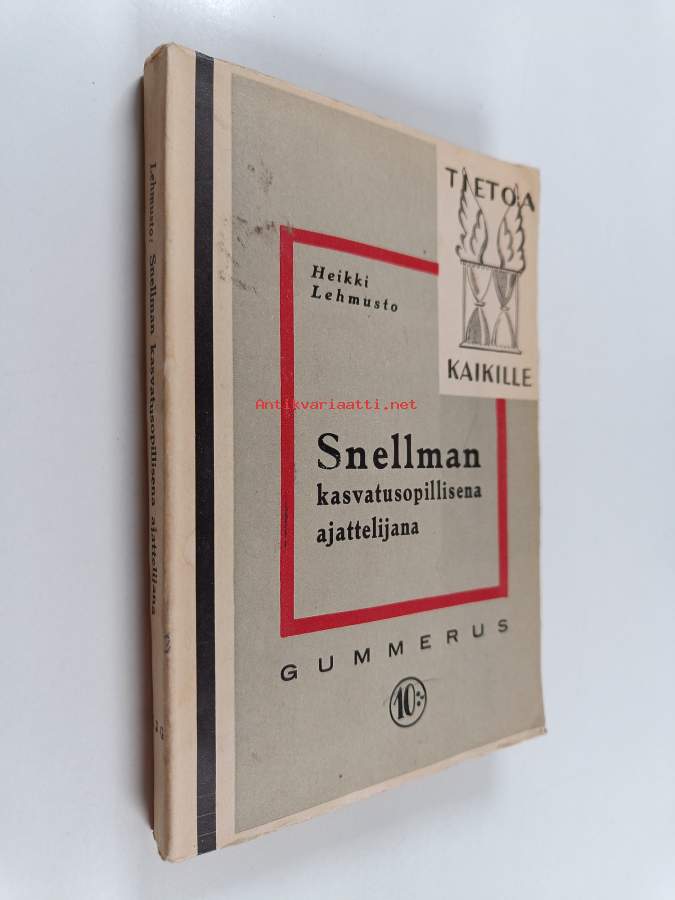 Lehmusto, Snellman kasvatusopillisena ajattelijana
TIETOA
KAIKILLE
Heikki
Lehmusto
Antikvariaatti.net
Snellman
kasvatusopillisena
ajattelijana
GUMMERUS
10:-